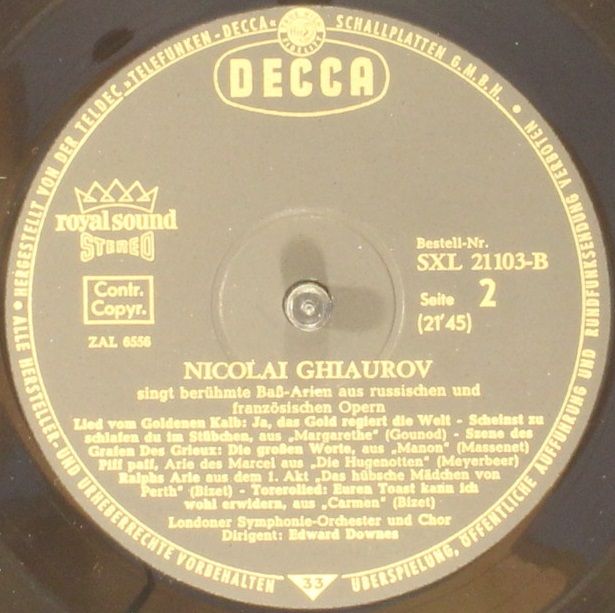 HERGESTELLT VON DER TELDEC »TELEFUNKEN-DECCA« SCHALLPLATTEN G.M.B.H. •
DECCA
royal sound
STEREO
Contr.
Copyr.
ZAL 6556
Bestell-Nr.
SXL 21103-B
Seite 2
(21'45)
NICOLAI GHIAUROV
singt berühmte Baß-Arien aus russischen und
französischen Opern
Lied vom Goldenen Kalb: Ja, das Gold regiert die Welt - Scheinst zu
schlafen du im Stübchen, aus „Margarethe" (Gounod) - Szene des
Grafen Des Grieux: Die großen Worte, aus „Manon" (Massenet)
Piff paff, Arie des Marcel aus „Die Hugenotten" (Meyerbeer)
Ralphs Arie aus dem 1. Akt „Das hübsche Mädchen von
Perth" (Bizet) - Torerolied: Euren Toast kann ich
wohl erwidern, aus „Carmen" (Bizet)
Londoner Symphonie-Orchester und Chor
Dirigent: Edward Downes
• ALLE HERSTELLER- UND URHEBERRECHTE VORBEHALTEN
33
ÜBERSPIELUNG, ÖFFENTLICHE AUFFÜHRUNG UND RUNDFUNKSENDUNG VERBOTEN